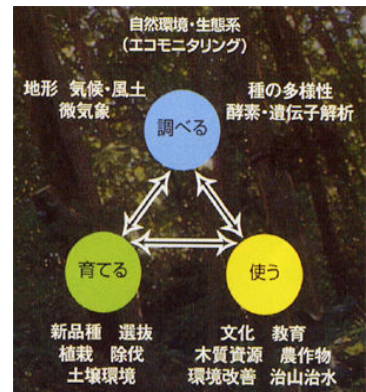 自然環境・生態系
(エコモニタリング)
地形 気候・風土
微気象
種の多様性
酵素・遺伝子解析
調べる
育てる
使う
新品種 選抜
植栽 除伐
土壌環境
文化 教育
木質資源 農作物
環境改善 治山治水